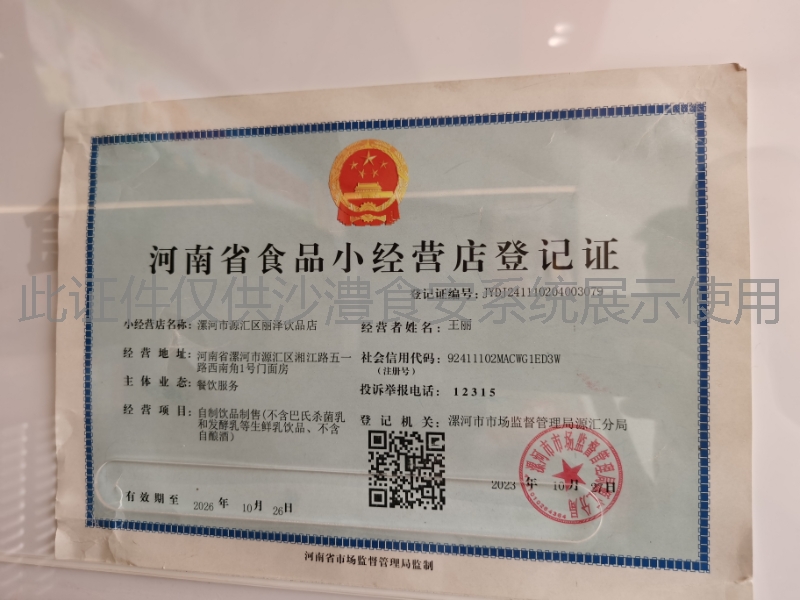 河南省食品小经营店登记证
登记证编号：JYDJ241110204003079
此证件仅供沙澧食安系统展示使用
小经营店名称：漯河市源汇区丽泽饮品店
经营者姓名：王丽
经营地址：河南省漯河市源汇区湘江路五一
路西南角1号门面房
社会信用代码：92411102MACWG1ED3W
（注册号）
主体业态：餐饮服务
投诉举报电话：12315
经营项目：自制饮品制售(不含巴氏杀菌乳
和发酵乳等生鲜乳饮品、不含
自酿酒)
登记机关：漯河市市场监督管理局源汇分局
2023 年 10 月 27 日
有效期至 2026 年 10 月 26 日
河南省市场监督管理局监制